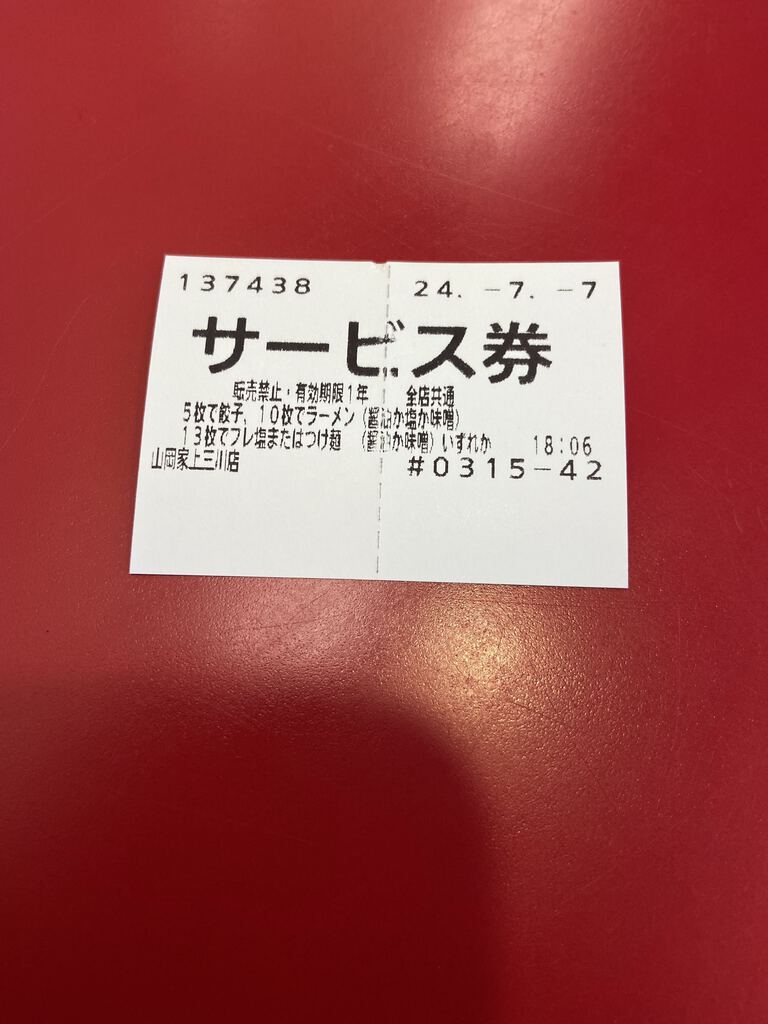 137438 24. -7. -7
サービス券
転売禁止・有効期限1年 全店共通
5枚で餃子、10枚でラーメン(醤油か塩か味噌)
13枚でプレ塩またはつけ麺 (醤油か味噌)いずれか 18:06
山岡家上三川店 #0315-42